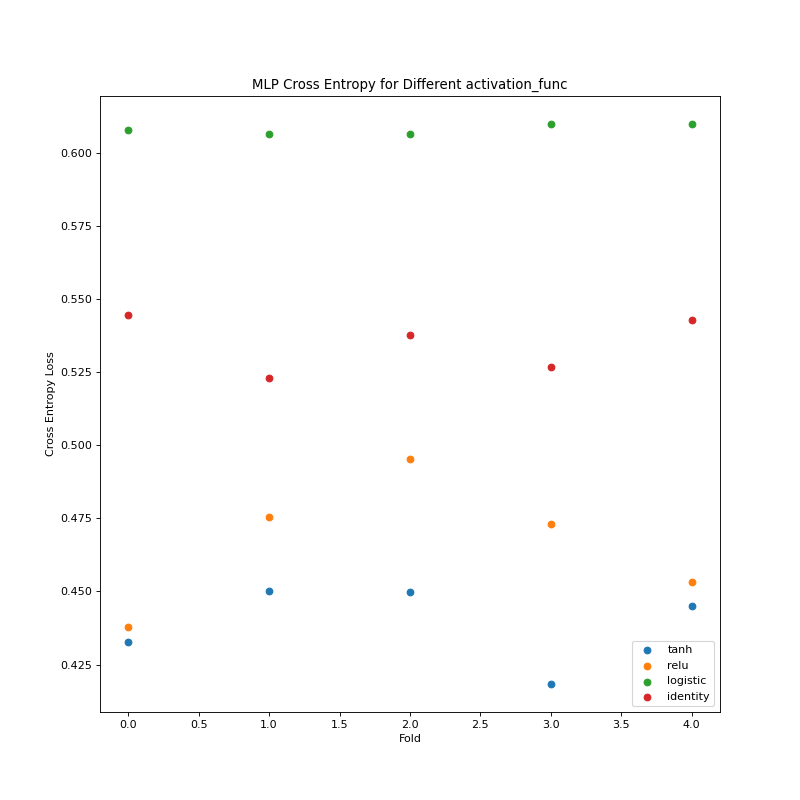 MLP Cross Entropy for Different activation_func
Cross Entropy Loss
0.600
0.575
0.550
0.525
0.500
0.475
0.450
0.425
tanh
relu
logistic
identity
0.0 0.5 1.0 1.5 2.0 2.5 3.0 3.5 4.0
Fold